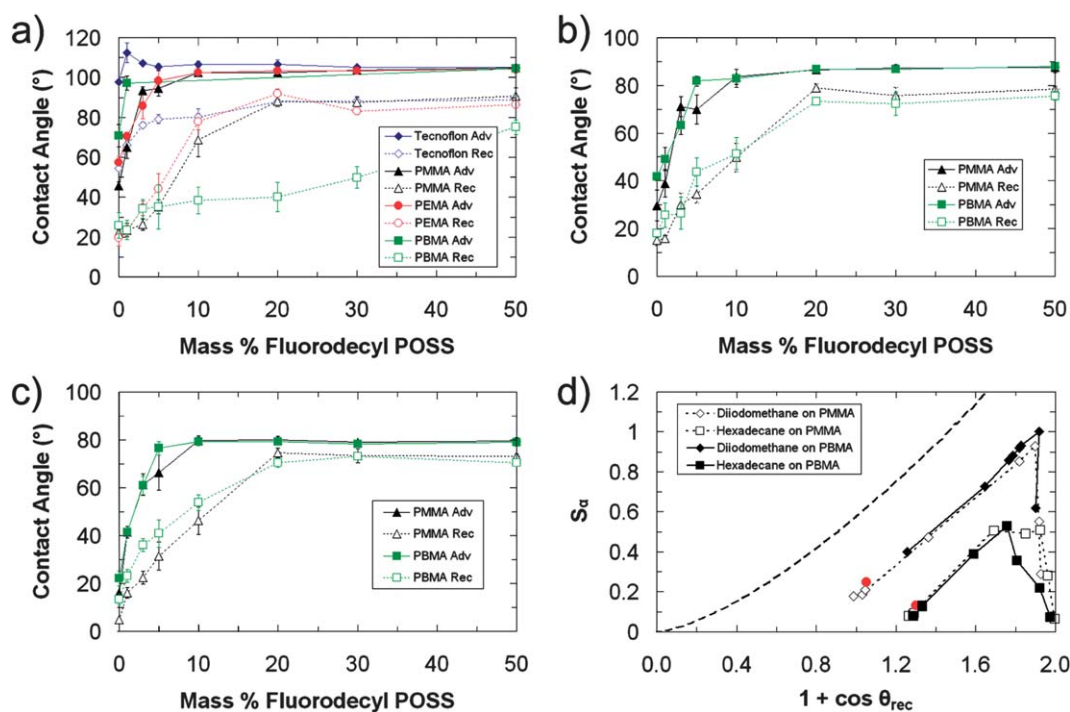 a)
120
100
80
60
40
20
0
Contact Angle (°)
0 10 20 30 40 50
Mass % Fluorodecyl POSS
Tecnoflon Adv
Tecnoflon Rec
PMMA Adv
PMMA Rec
PEMA Adv
PEMA Rec
PBMA Adv
PBMA Rec
b)
100
80
60
40
20
0
Contact Angle (°)
0 10 20 30 40 50
Mass % Fluorodecyl POSS
PMMA Adv
PMMA Rec
PBMA Adv
PBMA Rec
c)
100
80
60
40
20
0
Contact Angle (°)
0 10 20 30 40 50
Mass % Fluorodecyl POSS
PMMA Adv
PMMA Rec
PBMA Adv
PBMA Rec
d)
1.2
1
0.8
0.6
0.4
0.2
0
Sα
0.0 0.4 0.8 1.2 1.6 2.0
1 + cos θrec
Diiodomethane on PMMA
Hexadecane on PMMA
Diiodomethane on PBMA
Hexadecane on PBMA